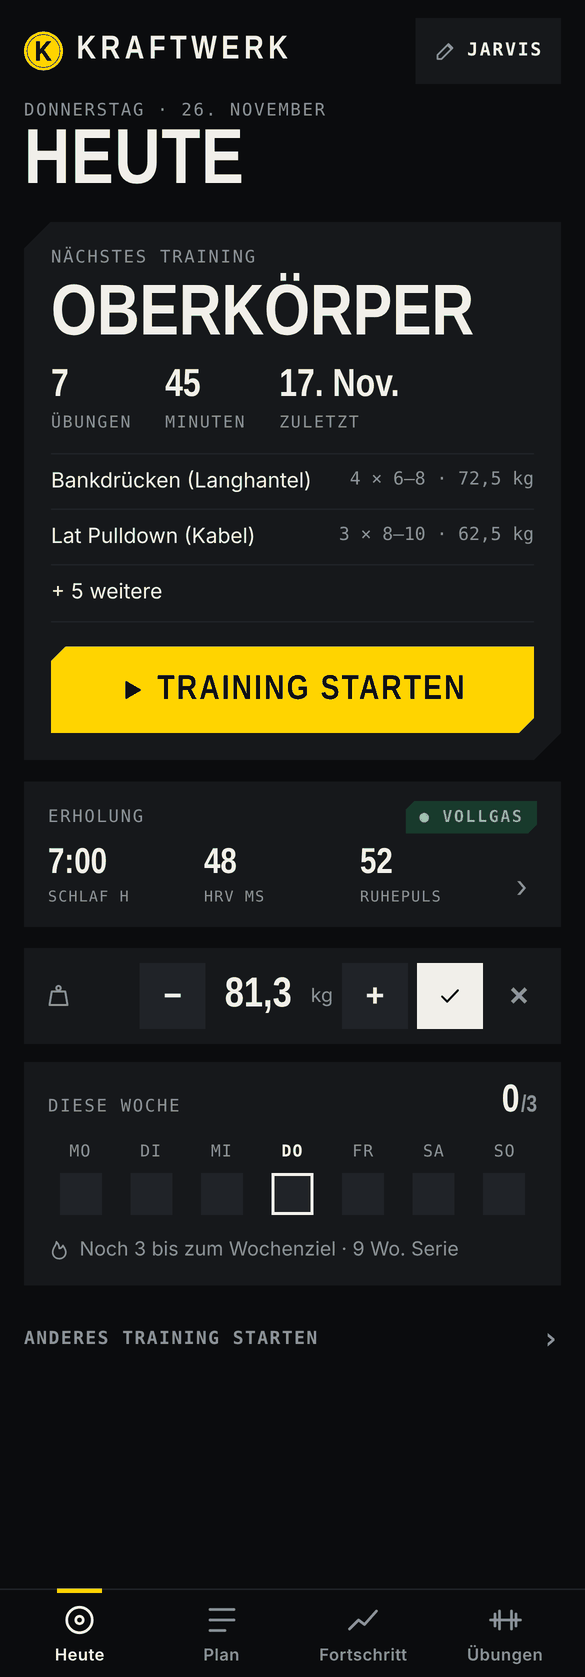 K KRAFTWERK
JARVIS
DONNERSTAG · 26. NOVEMBER
HEUTE
NÄCHSTES TRAINING
OBERKÖRPER
7 45 17. Nov.
ÜBUNGEN MINUTEN ZULETZT
Bankdrücken (Langhantel) 4 × 6–8 · 72,5 kg
Lat Pulldown (Kabel) 3 × 8–10 · 62,5 kg
+ 5 weitere
TRAINING STARTEN
ERHOLUNG VOLLGAS
7:00 48 52
SCHLAF H HRV MS RUHEPULS
− 81,3 kg +
DIESE WOCHE 0/3
MO DI MI DO FR SA SO
Noch 3 bis zum Wochenziel · 9 Wo. Serie
ANDERES TRAINING STARTEN
Heute Plan Fortschritt Übungen